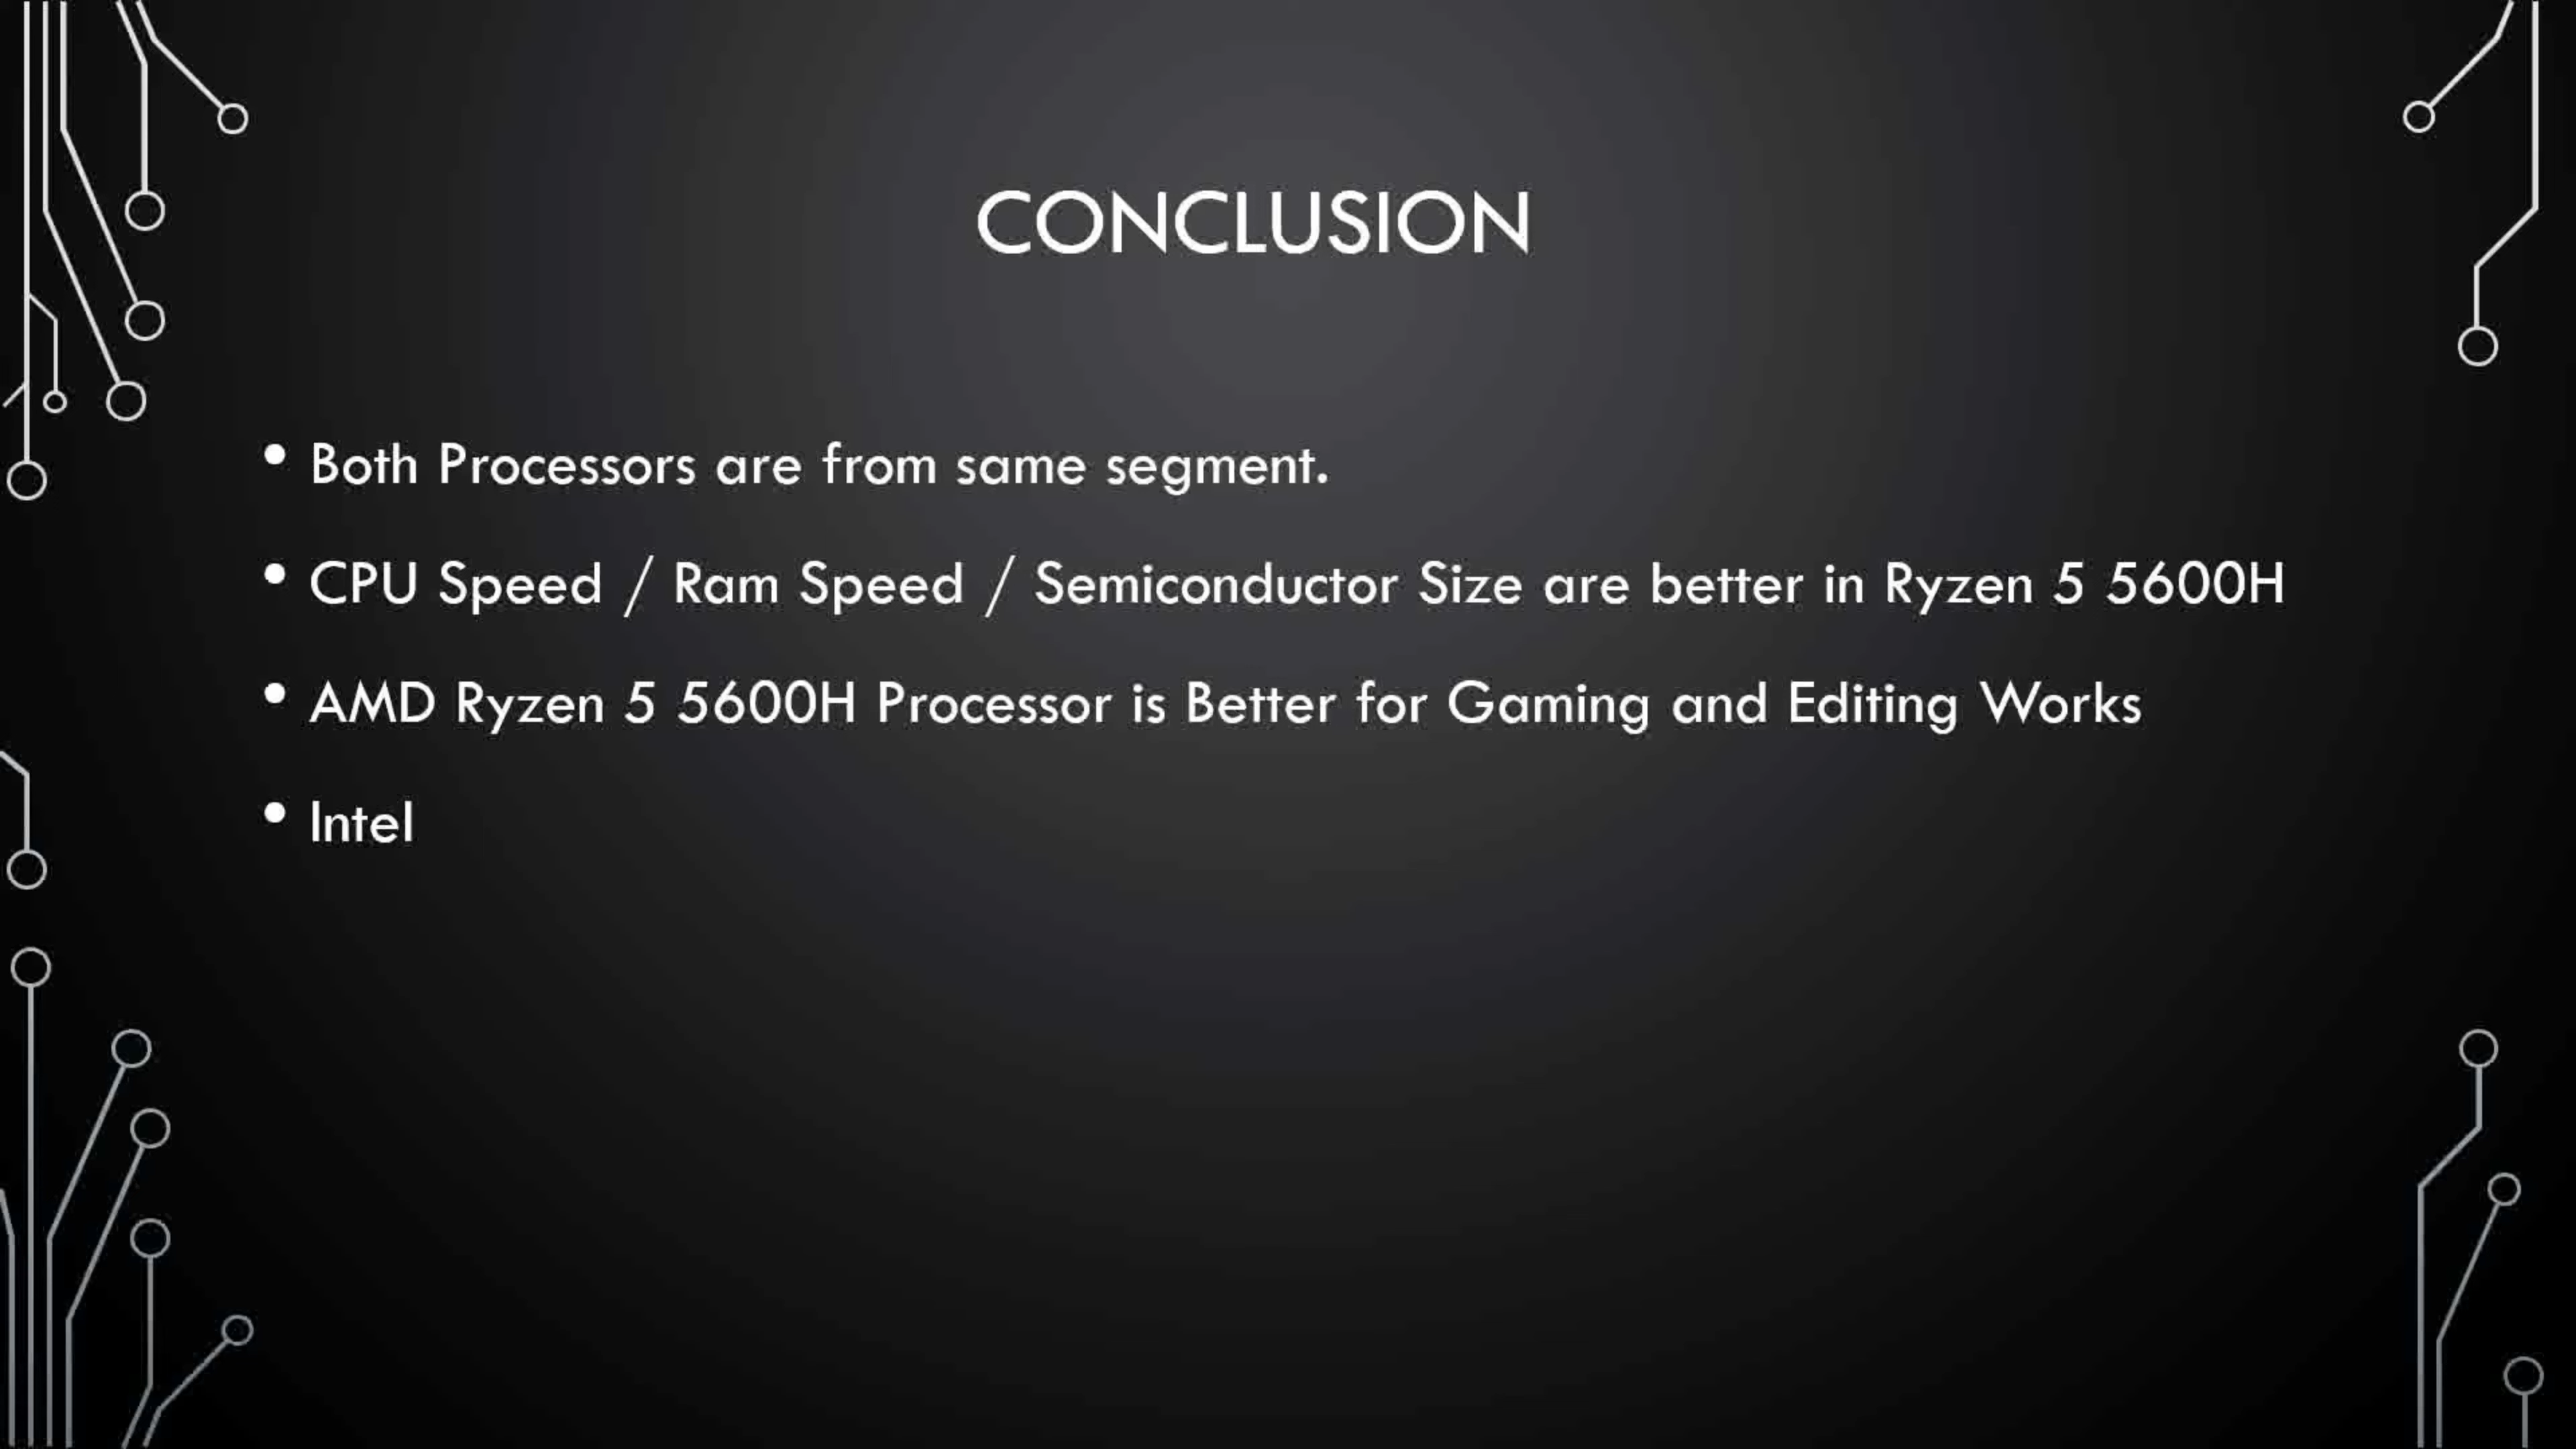 CONCLUSION
• Both Processors are from same segment.
• CPU Speed / Ram Speed / Semiconductor Size are better in Ryzen 5 5600H
• AMD Ryzen 5 5600H Processor is Better for Gaming and Editing Works
• Intel